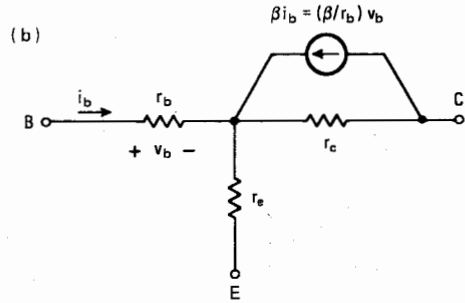 (b)
βi_b = (β/r_b) v_b
i_b
r_b
C
B
+ v_b −
r_c
r_e
E